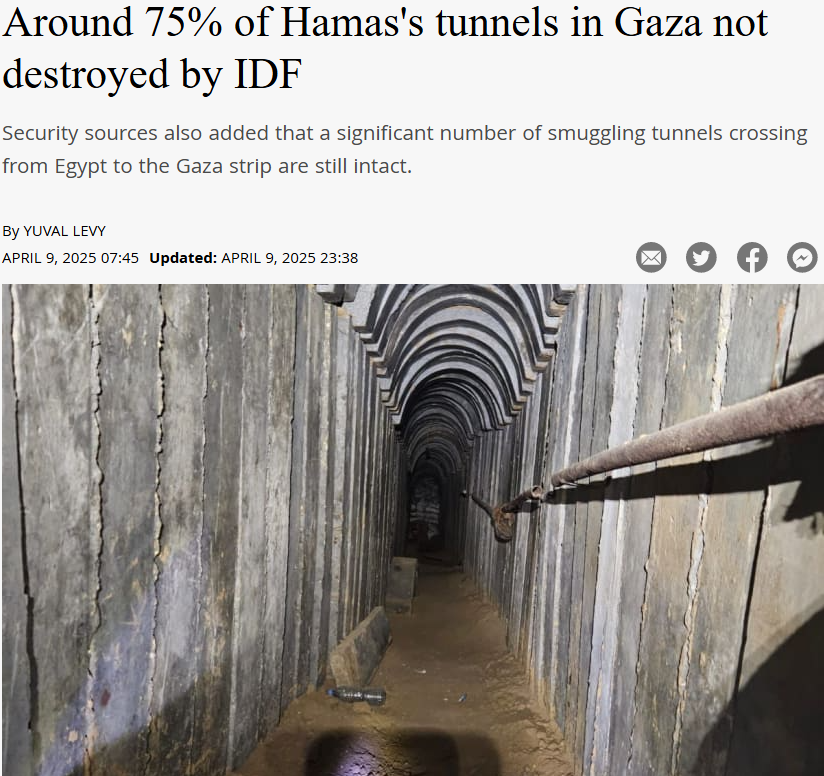 Around 75% of Hamas's tunnels in Gaza not
destroyed by IDF
Security sources also added that a significant number of smuggling tunnels crossing
from Egypt to the Gaza strip are still intact.
By YUVAL LEVY
APRIL 9, 2025 07:45 Updated: APRIL 9, 2025 23:38